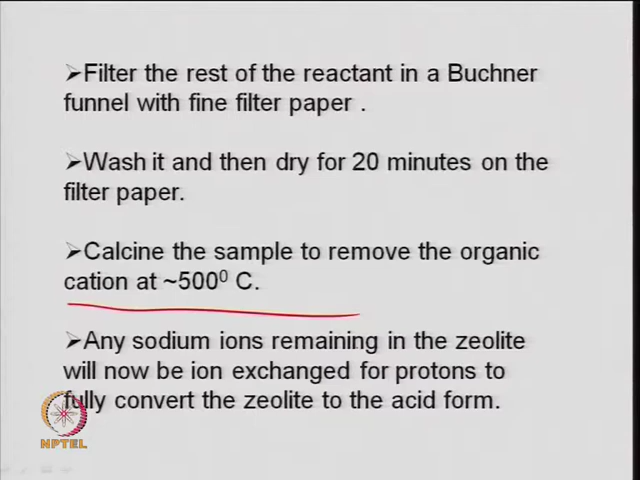 ➢Filter the rest of the reactant in a Buchner
funnel with fine filter paper .
➢Wash it and then dry for 20 minutes on the
filter paper.
➢Calcine the sample to remove the organic
cation at ~500⁰ C.
➢Any sodium ions remaining in the zeolite
will now be ion exchanged for protons to
fully convert the zeolite to the acid form.
NPTEL